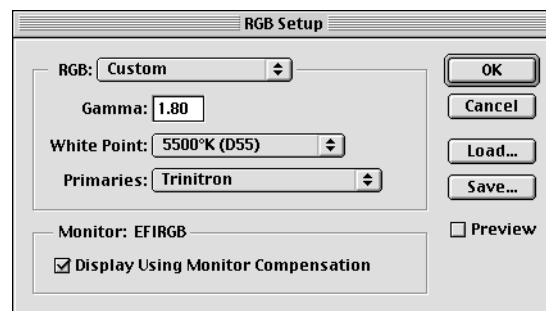 RGB Setup
RGB: Custom
Gamma: 1.80
White Point: 5500°K (D55)
Primaries: Trinitron
Monitor: EFIRGB
Display Using Monitor Compensation
OK
Cancel
Load...
Save...
Preview